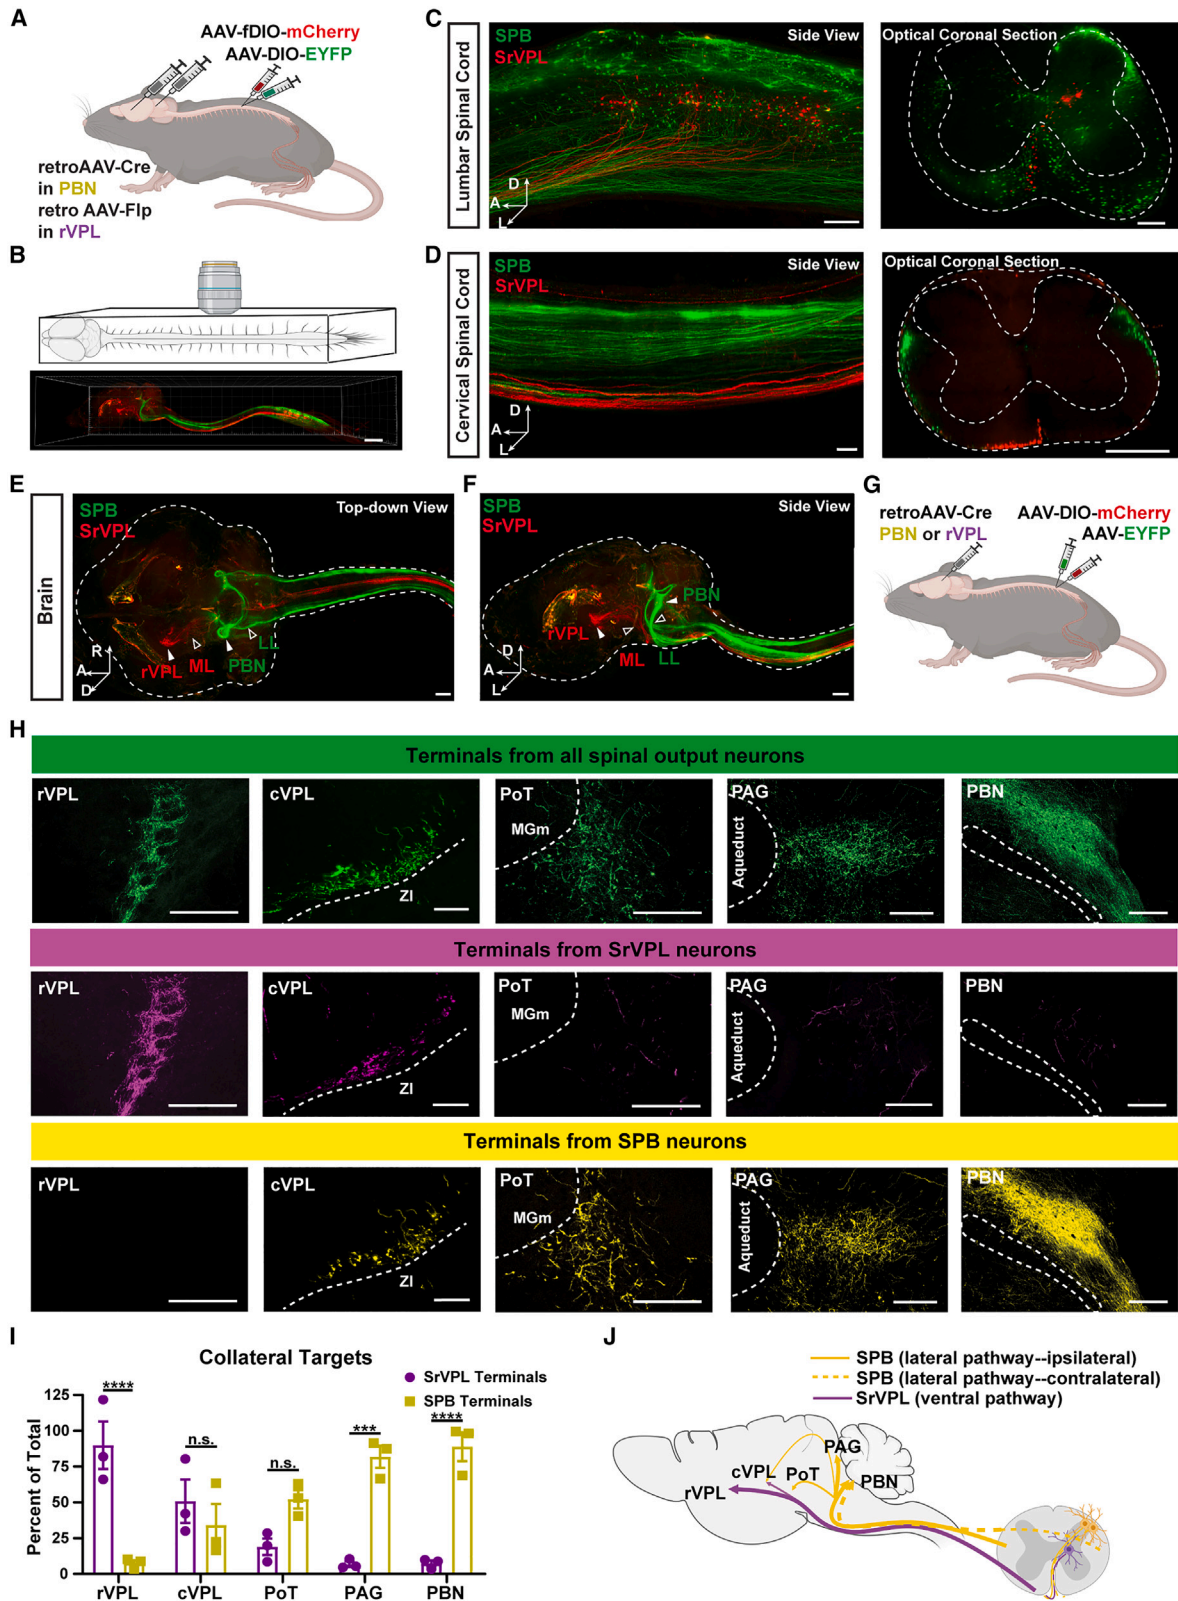 A
AAV-fDIO-mCherry
AAV-DIO-EYFP
retroAAV-Cre
in PBN
retro AAV-Flp
in rVPL
B
C
Lumbar Spinal Cord
SPB
SrVPL
Side View
D
A
L
Optical Coronal Section
D
Cervical Spinal Cord
SPB
SrVPL
Side View
D
A
L
Optical Coronal Section
E
Brain
SPB
SrVPL
Top-down View
R
A
D
rVPL
ML
PBN
LL
F
SPB
SrVPL
Side View
PBN
rVPL
ML
LL
D
A
L
G
retroAAV-Cre
PBN or rVPL
AAV-DIO-mCherry
AAV-EYFP
H
Terminals from all spinal output neurons
rVPL
cVPL
ZI
PoT
MGm
PAG
Aqueduct
PBN
Terminals from SrVPL neurons
rVPL
cVPL
ZI
PoT
MGm
PAG
Aqueduct
PBN
Terminals from SPB neurons
rVPL
cVPL
ZI
PoT
MGm
PAG
Aqueduct
PBN
I
Collateral Targets
SrVPL Terminals
SPB Terminals
Percent of Total
125
100
75
50
25
0
****
n.s.
n.s.
***
****
rVPL
cVPL
PoT
PAG
PBN
J
SPB (lateral pathway--ipsilateral)
SPB (lateral pathway--contralateral)
SrVPL (ventral pathway)
PAG
cVPL
PoT
PBN
rVPL